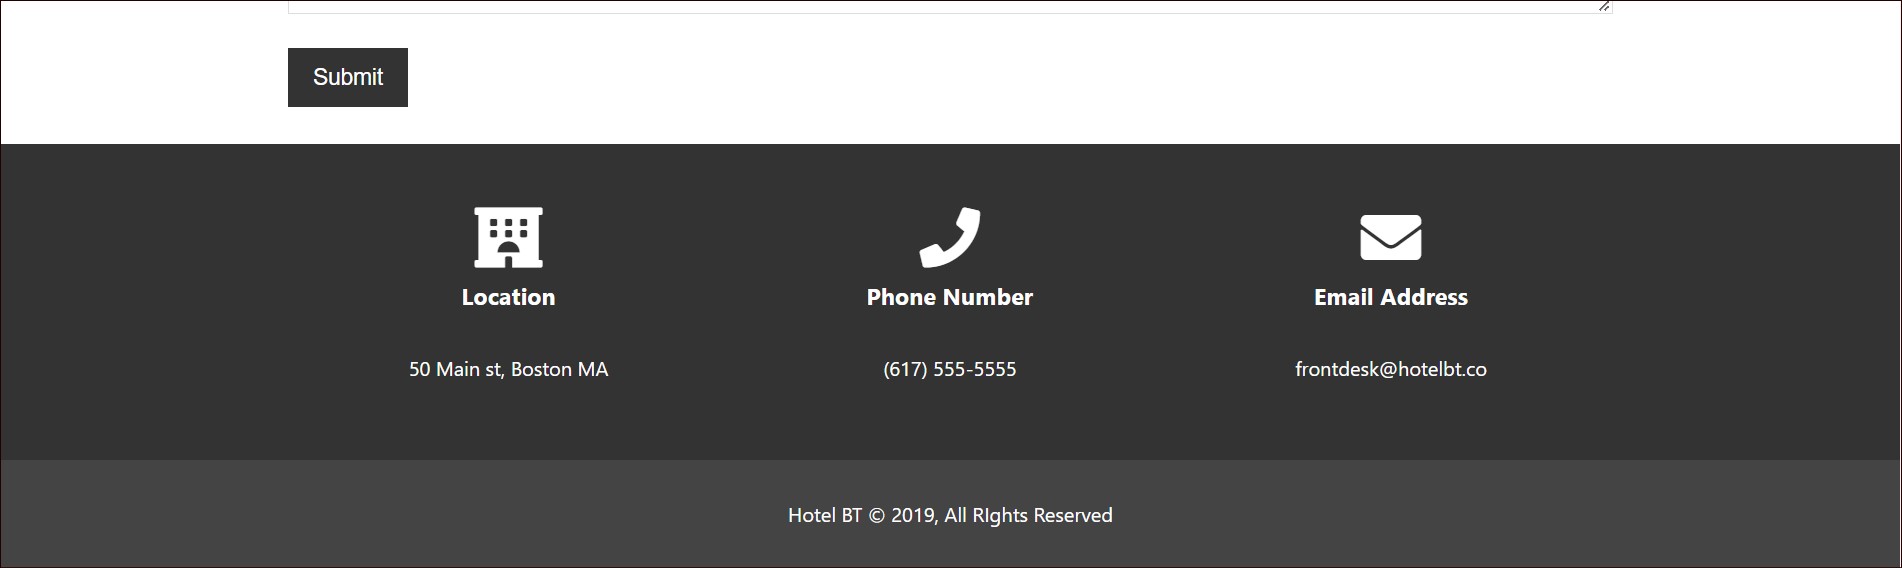 Submit
Location
Phone Number
Email Address
50 Main st, Boston MA
(617) 555-5555
frontdesk@hotelbt.co
Hotel BT © 2019, All RIghts Reserved